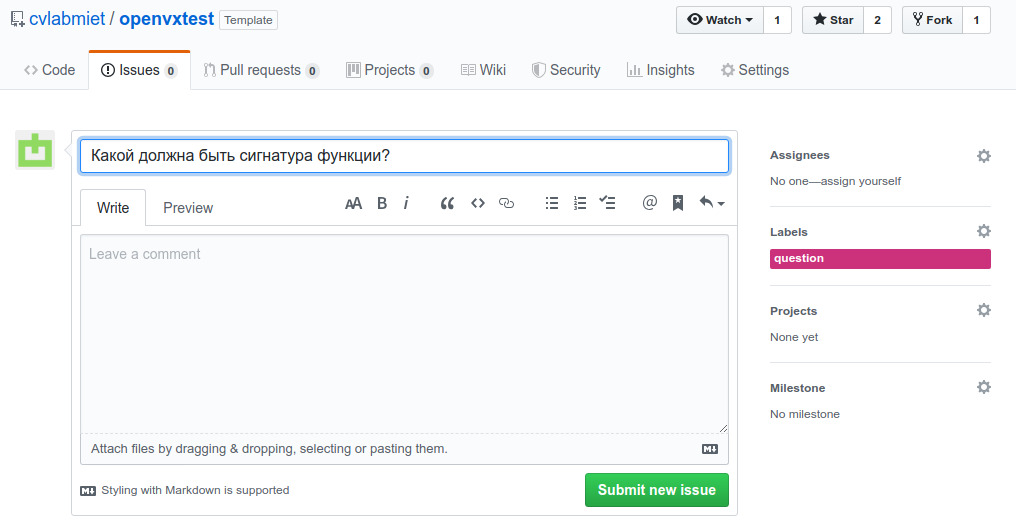 cvlabmiet / openvxtest Template Watch 1 Star 2 Fork 1
Code Issues 0 Pull requests 0 Projects 0 Wiki Security Insights Settings
Какой должна быть сигнатура функции?
Write Preview AA B i @
Leave a comment
Attach files by dragging & dropping, selecting or pasting them.
Styling with Markdown is supported
Submit new issue
Assignees
No one—assign yourself
Labels
question
Projects
None yet
Milestone
No milestone